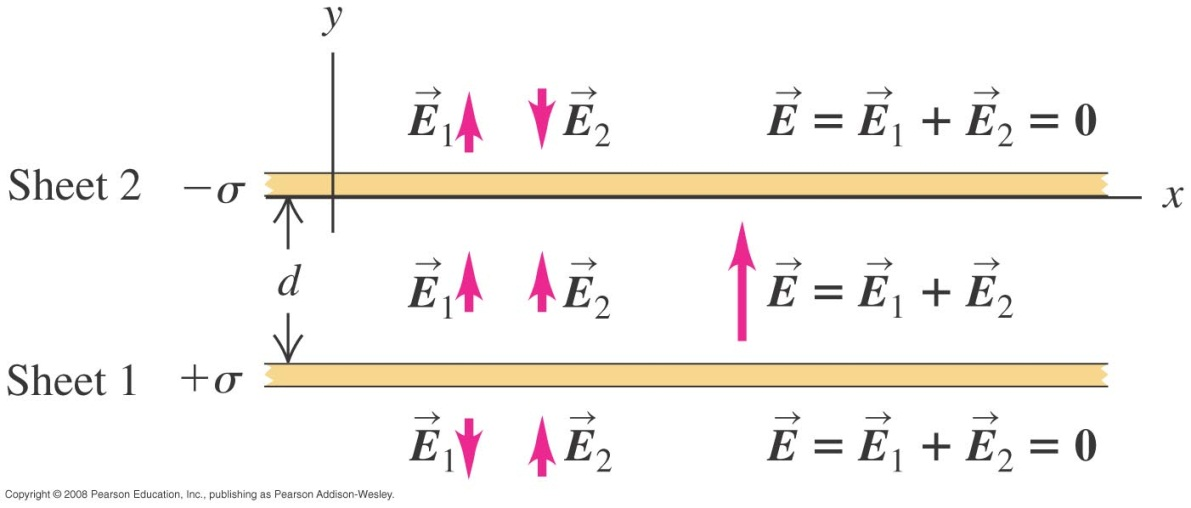 y
E⃗₁ E⃗₂ E⃗ = E⃗₁ + E⃗₂ = 0
Sheet 2 −σ x
d E⃗₁ E⃗₂ E⃗ = E⃗₁ + E⃗₂
Sheet 1 +σ
E⃗₁ E⃗₂ E⃗ = E⃗₁ + E⃗₂ = 0
Copyright © 2008 Pearson Education, Inc., publishing as Pearson Addison-Wesley.